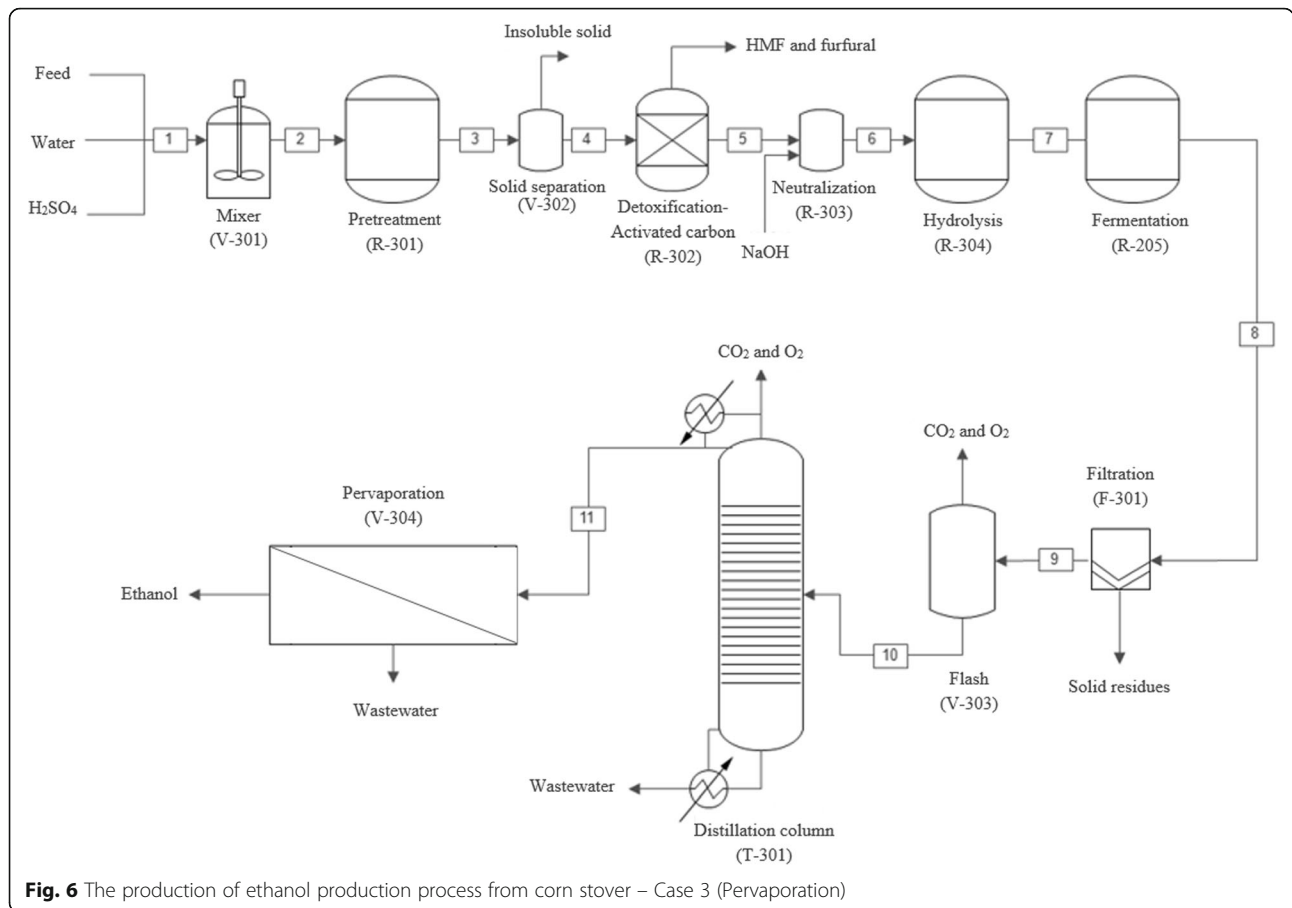 Insoluble solid
HMF and furfural
Feed
Water
H₂SO₄
1
2
3
4
5
6
7
Mixer
(V-301)
Pretreatment
(R-301)
Solid separation
(V-302)
Detoxification-
Activated carbon
(R-302)
Neutralization
(R-303)
NaOH
Hydrolysis
(R-304)
Fermentation
(R-205)
8
CO₂ and O₂
CO₂ and O₂
Filtration
(F-301)
Pervaporation
(V-304)
11
9
Ethanol
10
Flash
(V-303)
Solid residues
Wastewater
Wastewater
Distillation column
(T-301)
Fig. 6 The production of ethanol production process from corn stover – Case 3 (Pervaporation)